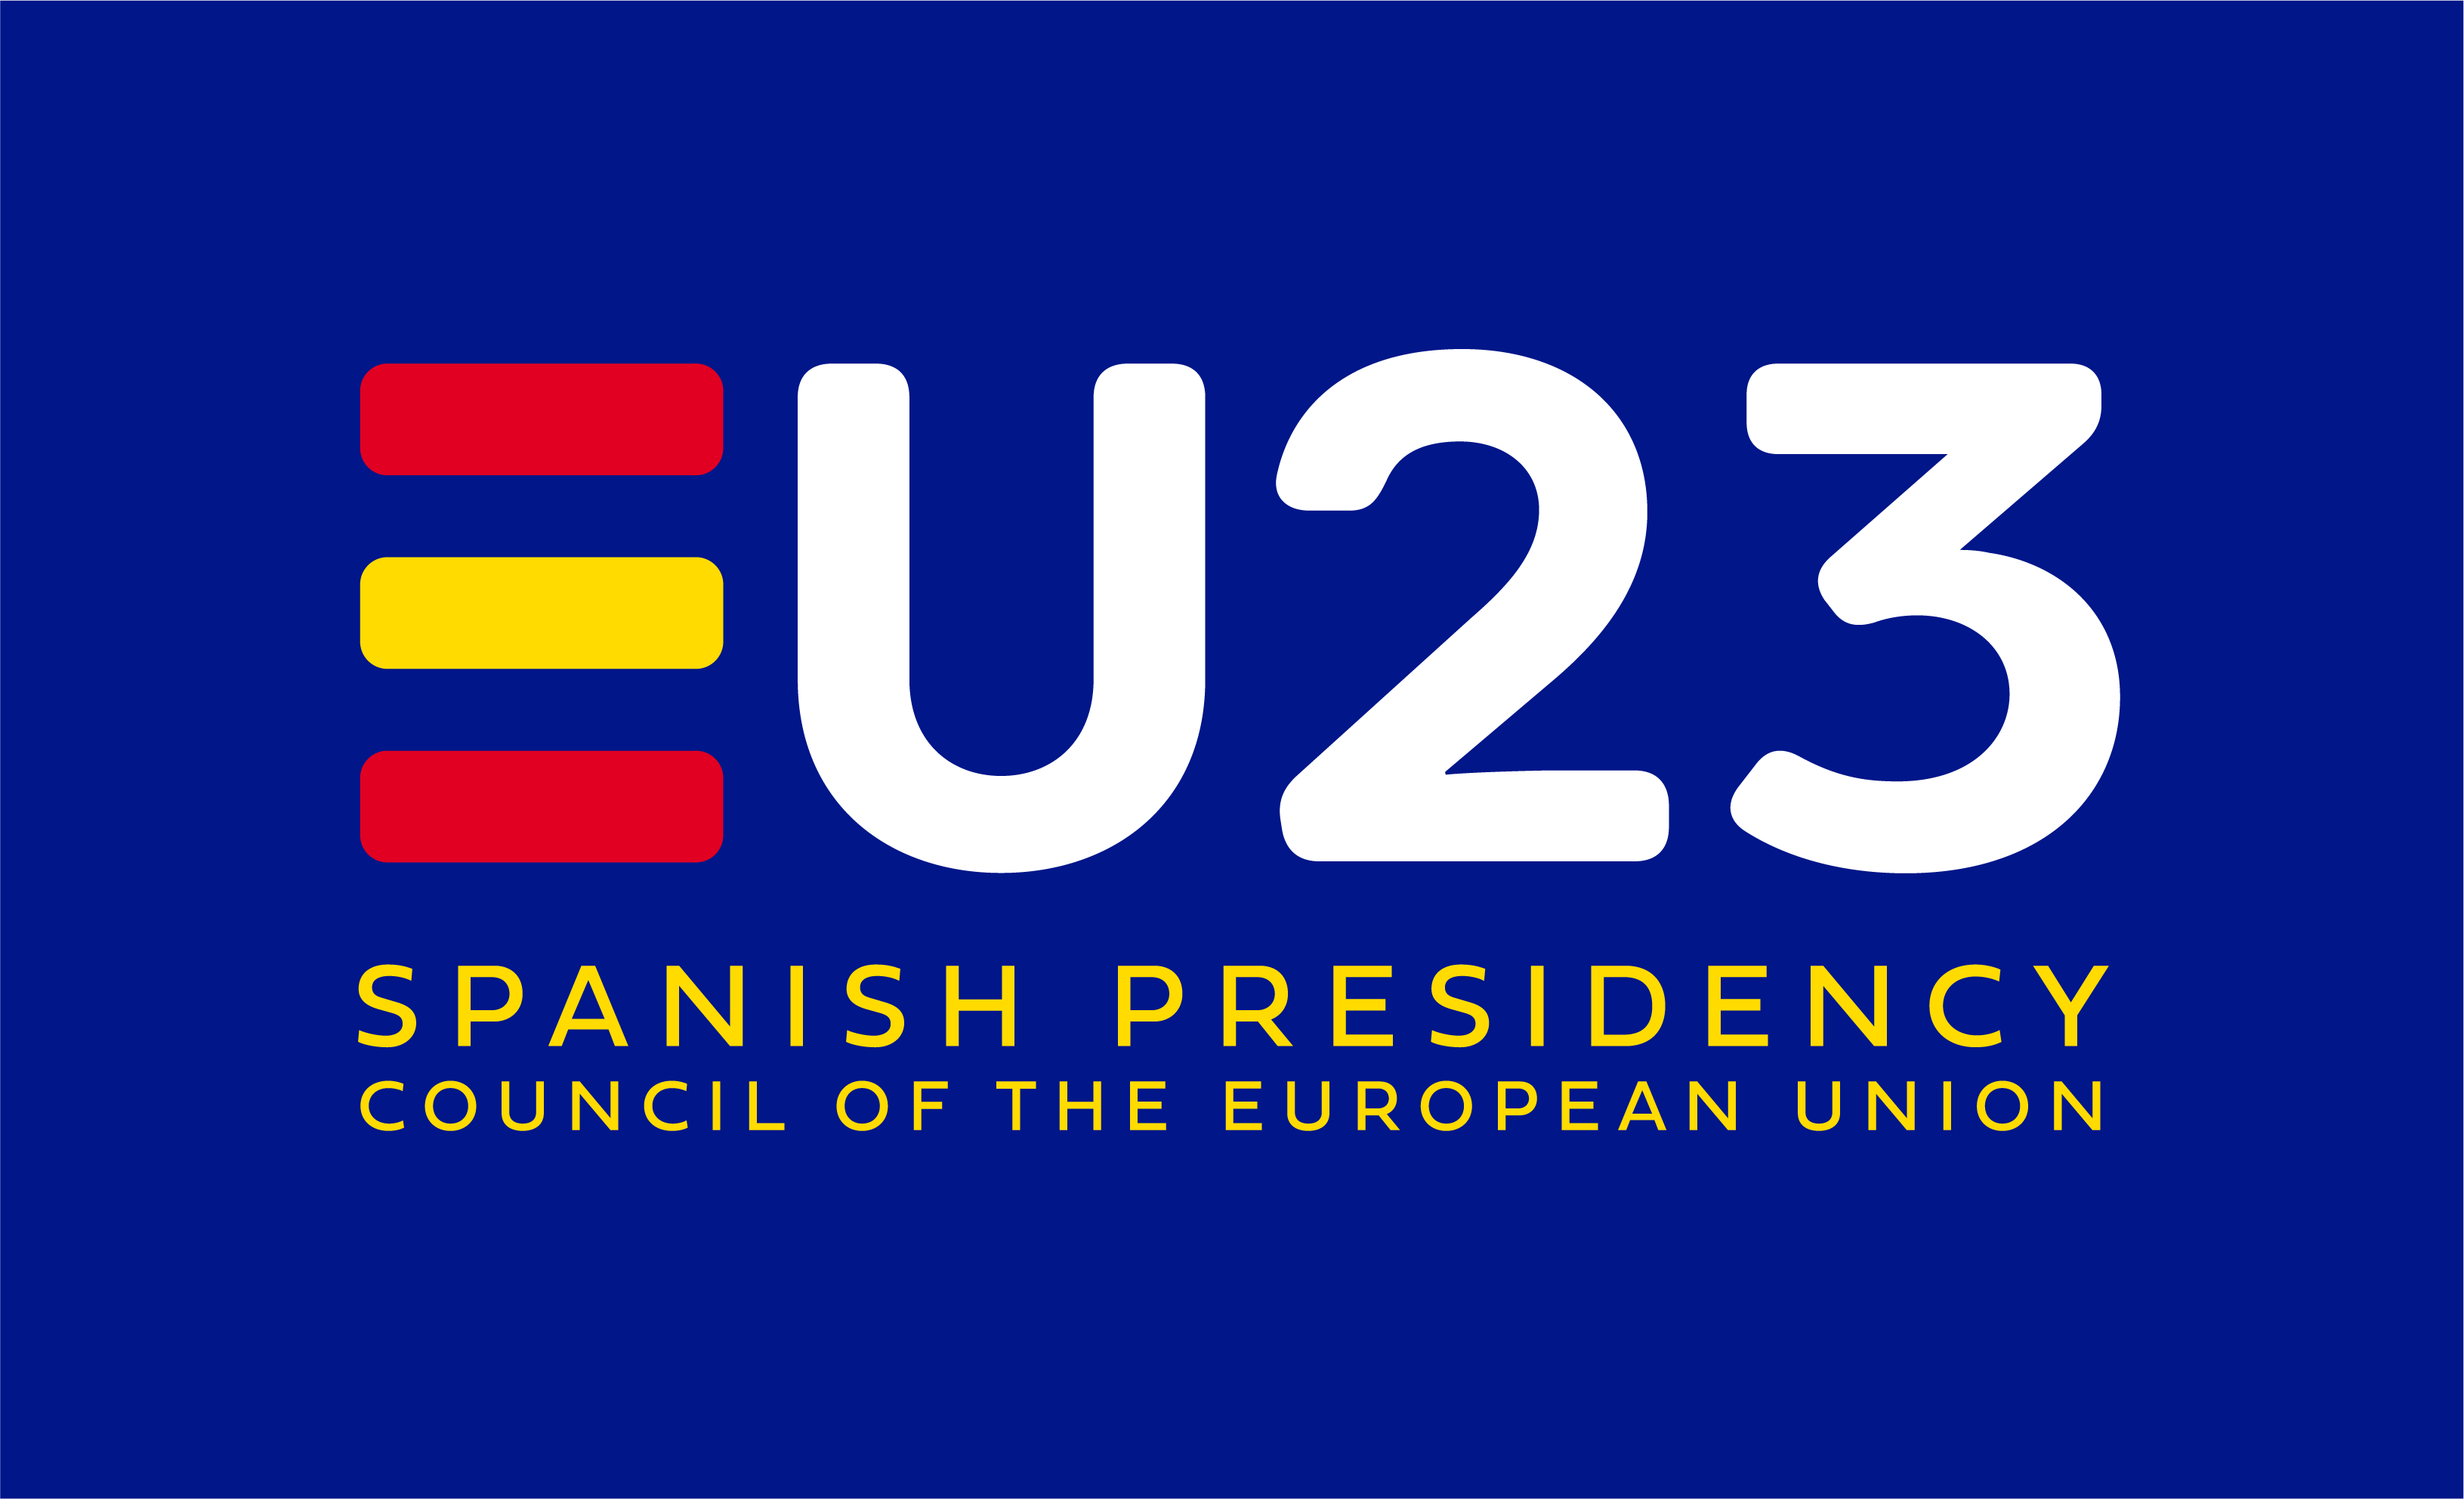 EU23
SPANISH PRESIDENCY
COUNCIL OF THE EUROPEAN UNION